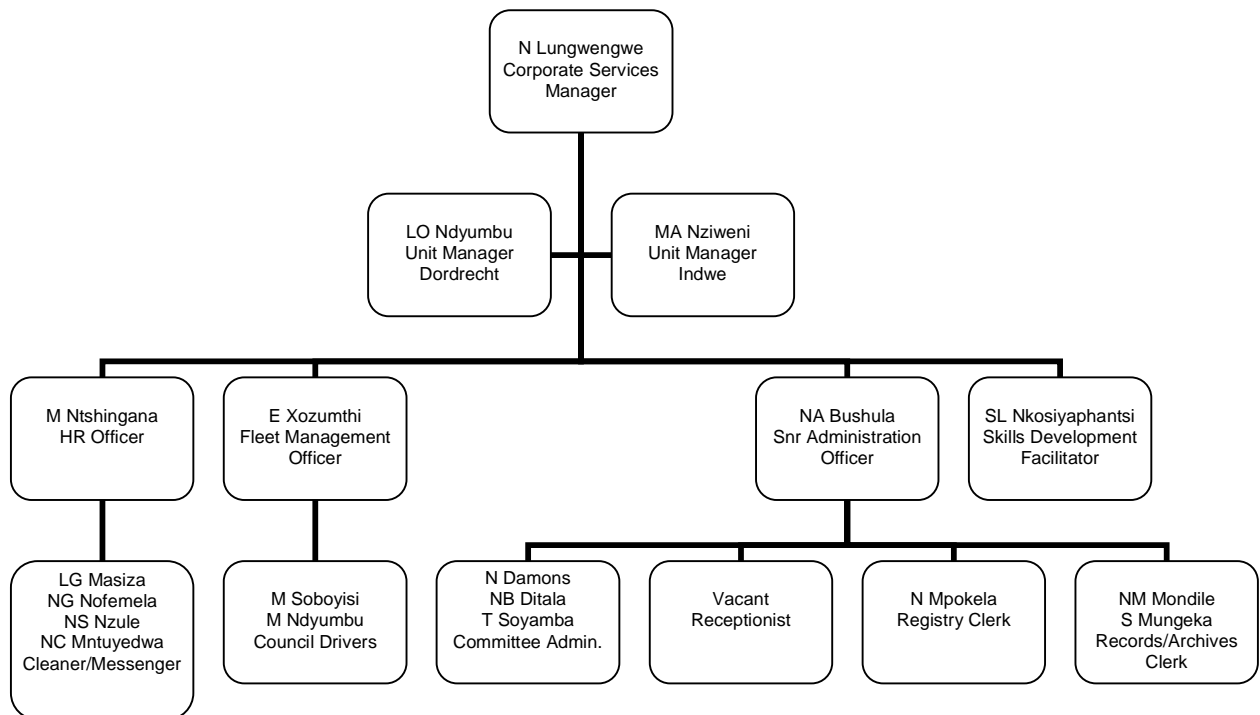 N Lungwengwe
Corporate Services
Manager
LO Ndyumbu
Unit Manager
Dordrecht
MA Nziweni
Unit Manager
Indwe
M Ntshingana
HR Officer
E Xozumthi
Fleet Management
Officer
NA Bushula
Snr Administration
Officer
SL Nkosiyaphantsi
Skills Development
Facilitator
LG Masiza
NG Nofemela
NS Nzule
NC Mntuyedwa
Cleaner/Messenger
M Soboyisi
M Ndyumbu
Council Drivers
N Damons
NB Ditala
T Soyamba
Committee Admin.
Vacant
Receptionist
N Mpokela
Registry Clerk
NM Mondile
S Mungeka
Records/Archives
Clerk